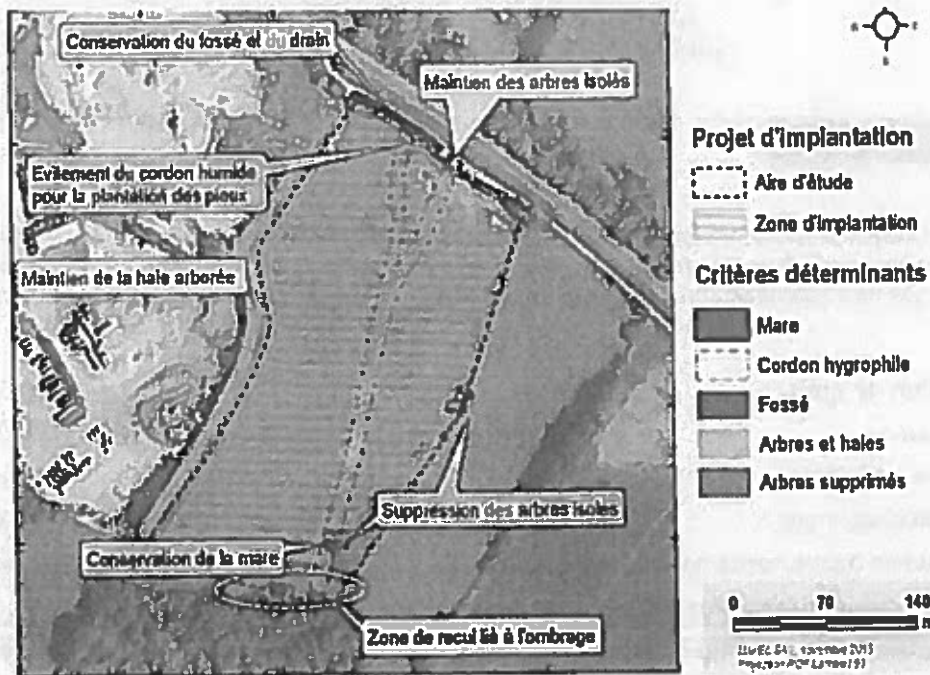 Conservation du fossé et du drain
Maintien des arbres isolés
Evitement du cordon humide
pour la plantation des pieux
Maintien de la haie arborée
Suppression des arbres isolés
Conservation de la mare
Zone de recul lié à l'ombrage
Projet d'implantation
Aire d'étude
Zone d'implantation
Critères déterminants
Mare
Cordon hygrophile
Fossé
Arbres et haies
Arbres supprimés
0 70 140
m
novembre 2013